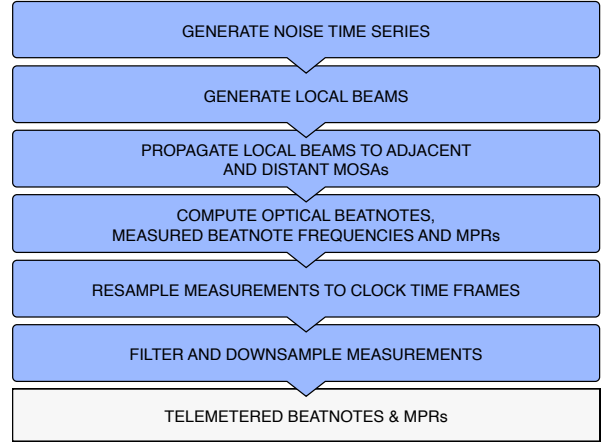 GENERATE NOISE TIME SERIES
GENERATE LOCAL BEAMS
PROPAGATE LOCAL BEAMS TO ADJACENT
AND DISTANT MOSAs
COMPUTE OPTICAL BEATNOTES,
MEASURED BEATNOTE FREQUENCIES AND MPRs
RESAMPLE MEASUREMENTS TO CLOCK TIME FRAMES
FILTER AND DOWNSAMPLE MEASUREMENTS
TELEMETERED BEATNOTES & MPRs